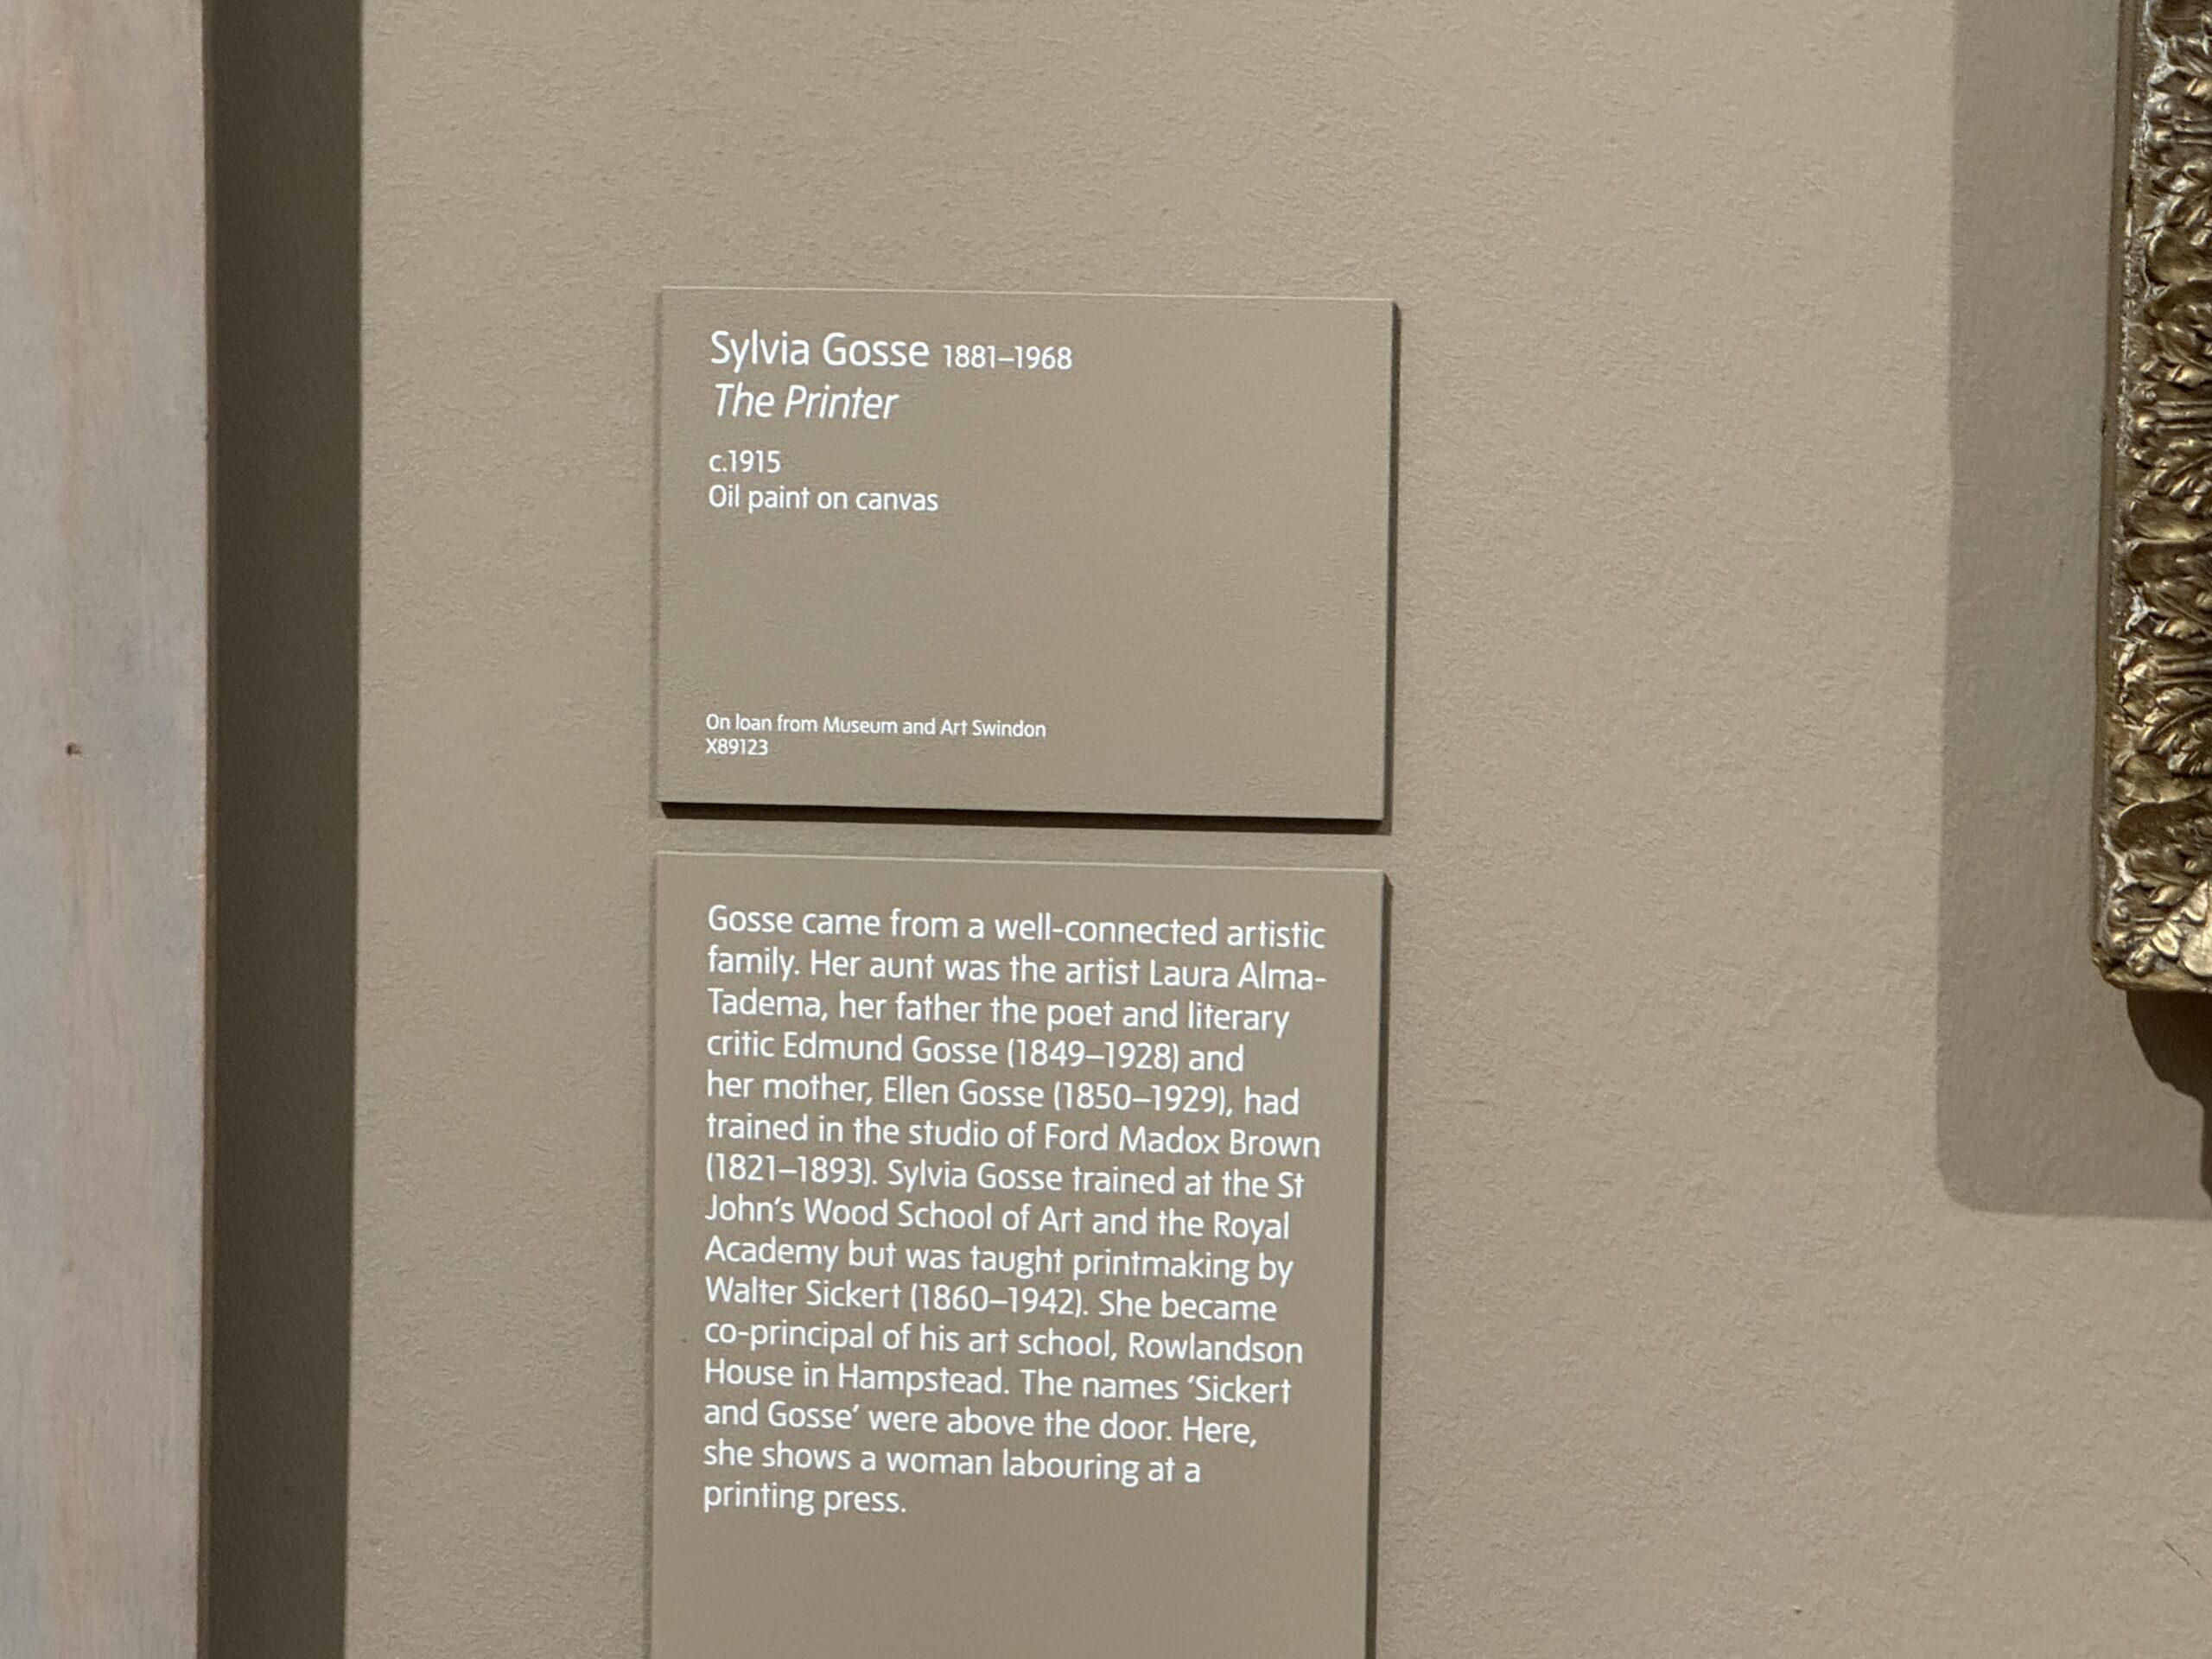 Sylvia Gosse 1881–1968
The Printer
c.1915
Oil paint on canvas
On loan from Museum and Art Swindon
X89123
Gosse came from a well-connected artistic
family. Her aunt was the artist Laura Alma-
Tadema, her father the poet and literary
critic Edmund Gosse (1849–1928) and
her mother, Ellen Gosse (1850–1929), had
trained in the studio of Ford Madox Brown
(1821–1893). Sylvia Gosse trained at the St
John’s Wood School of Art and the Royal
Academy but was taught printmaking by
Walter Sickert (1860–1942). She became
co-principal of his art school, Rowlandson
House in Hampstead. The names ‘Sickert
and Gosse’ were above the door. Here,
she shows a woman labouring at a
printing press.